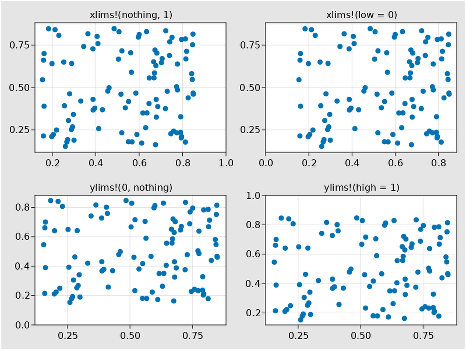 xlims!(nothing, 1)
0.75
0.50
0.25
0.2 0.4 0.6 0.8 1.0
xlims!(low = 0)
0.75
0.50
0.25
0.0 0.2 0.4 0.6 0.8
ylims!(0, nothing)
0.8
0.6
0.4
0.2
0.0
0.25 0.50 0.75
ylims!(high = 1)
1.0
0.8
0.6
0.4
0.2
0.25 0.50 0.75